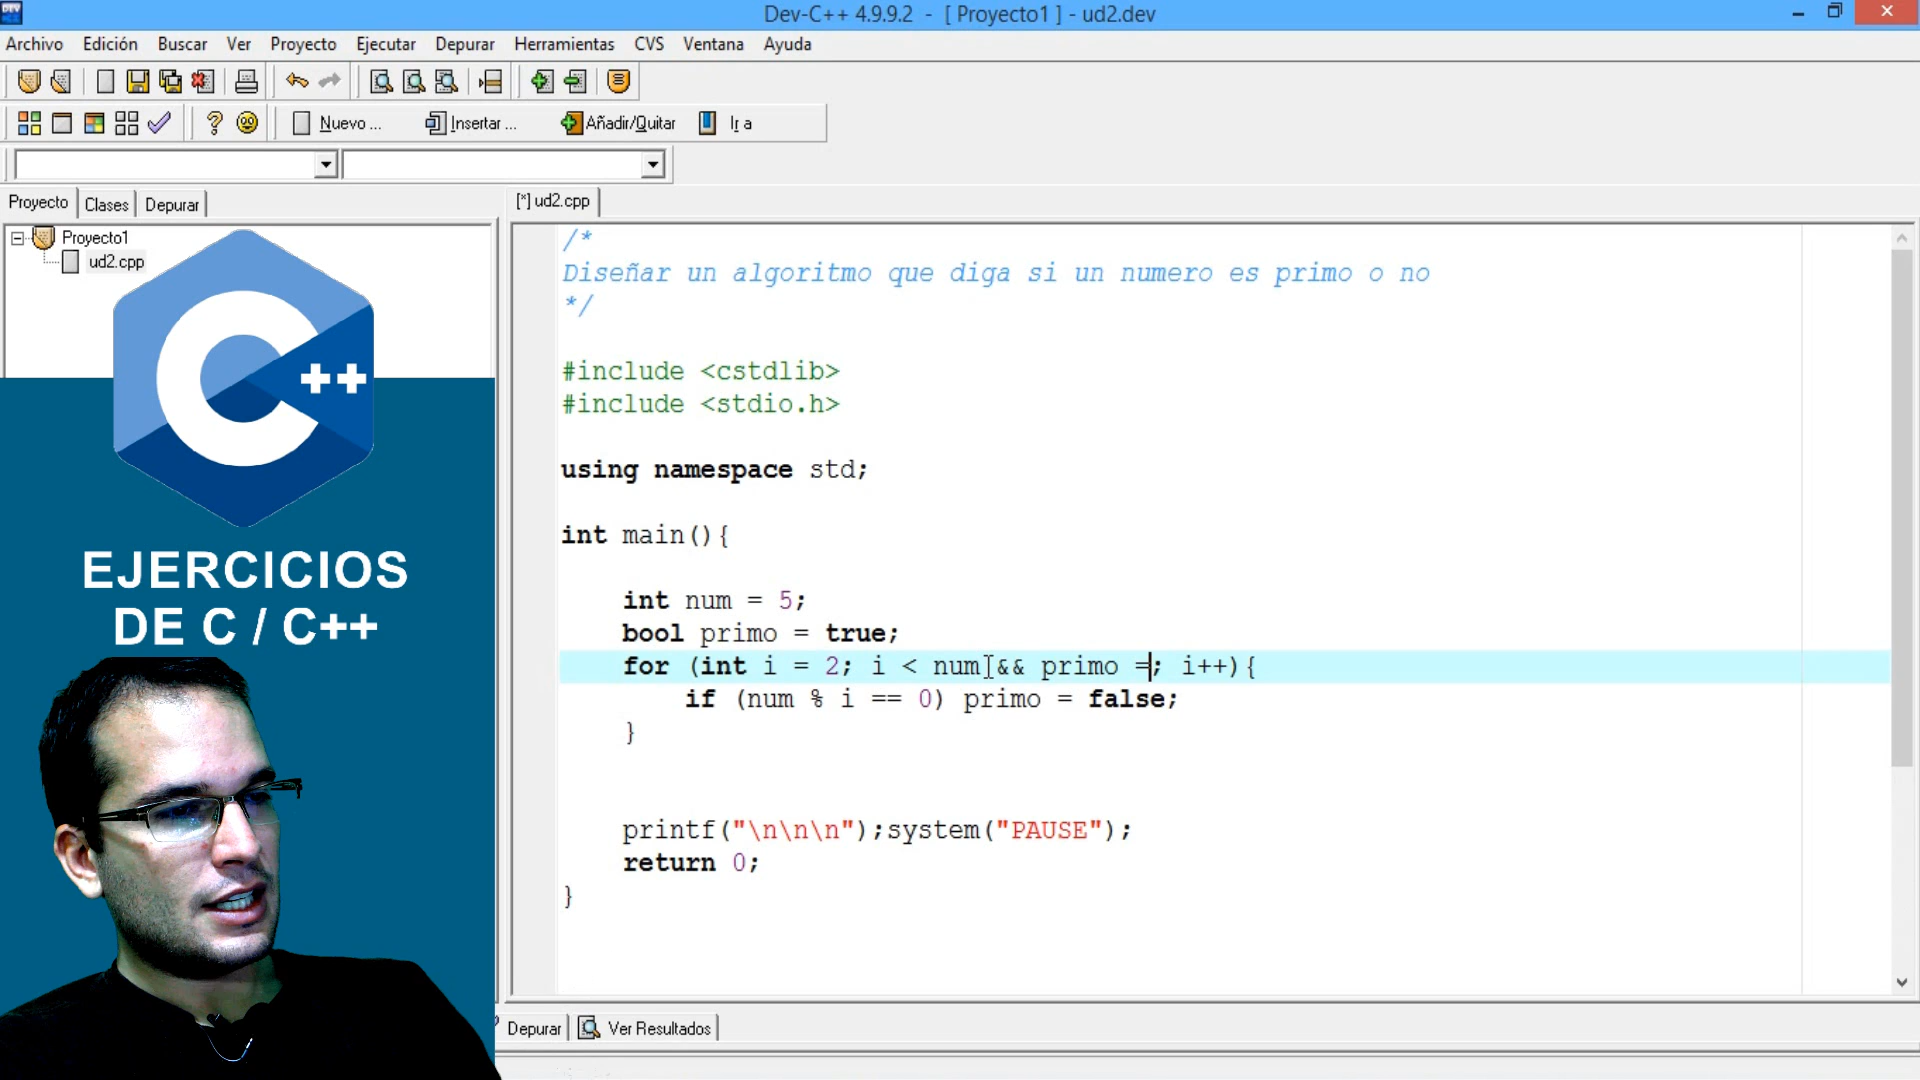 Dev-C++ 4.9.9.2 - [ Proyecto1 ] - ud2.dev
Archivo Edición Buscar Ver Proyecto Ejecutar Depurar Herramientas CVS Ventana Ayuda
Nuevo ... Insertar ... Añadir/Quitar Ir a
Proyecto Clases Depurar
[*] ud2.cpp
Proyecto1
ud2.cpp
/*
Diseñar un algoritmo que diga si un numero es primo o no
*/
#include <cstdlib>
#include <stdio.h>
using namespace std;
int main(){
int num = 5;
bool primo = true;
for (int i = 2; i < num && primo =; i++){
if (num % i == 0) primo = false;
}
printf("\n\n\n");system("PAUSE");
return 0;
}
C++
EJERCICIOS
DE C / C++
Depurar Ver Resultados